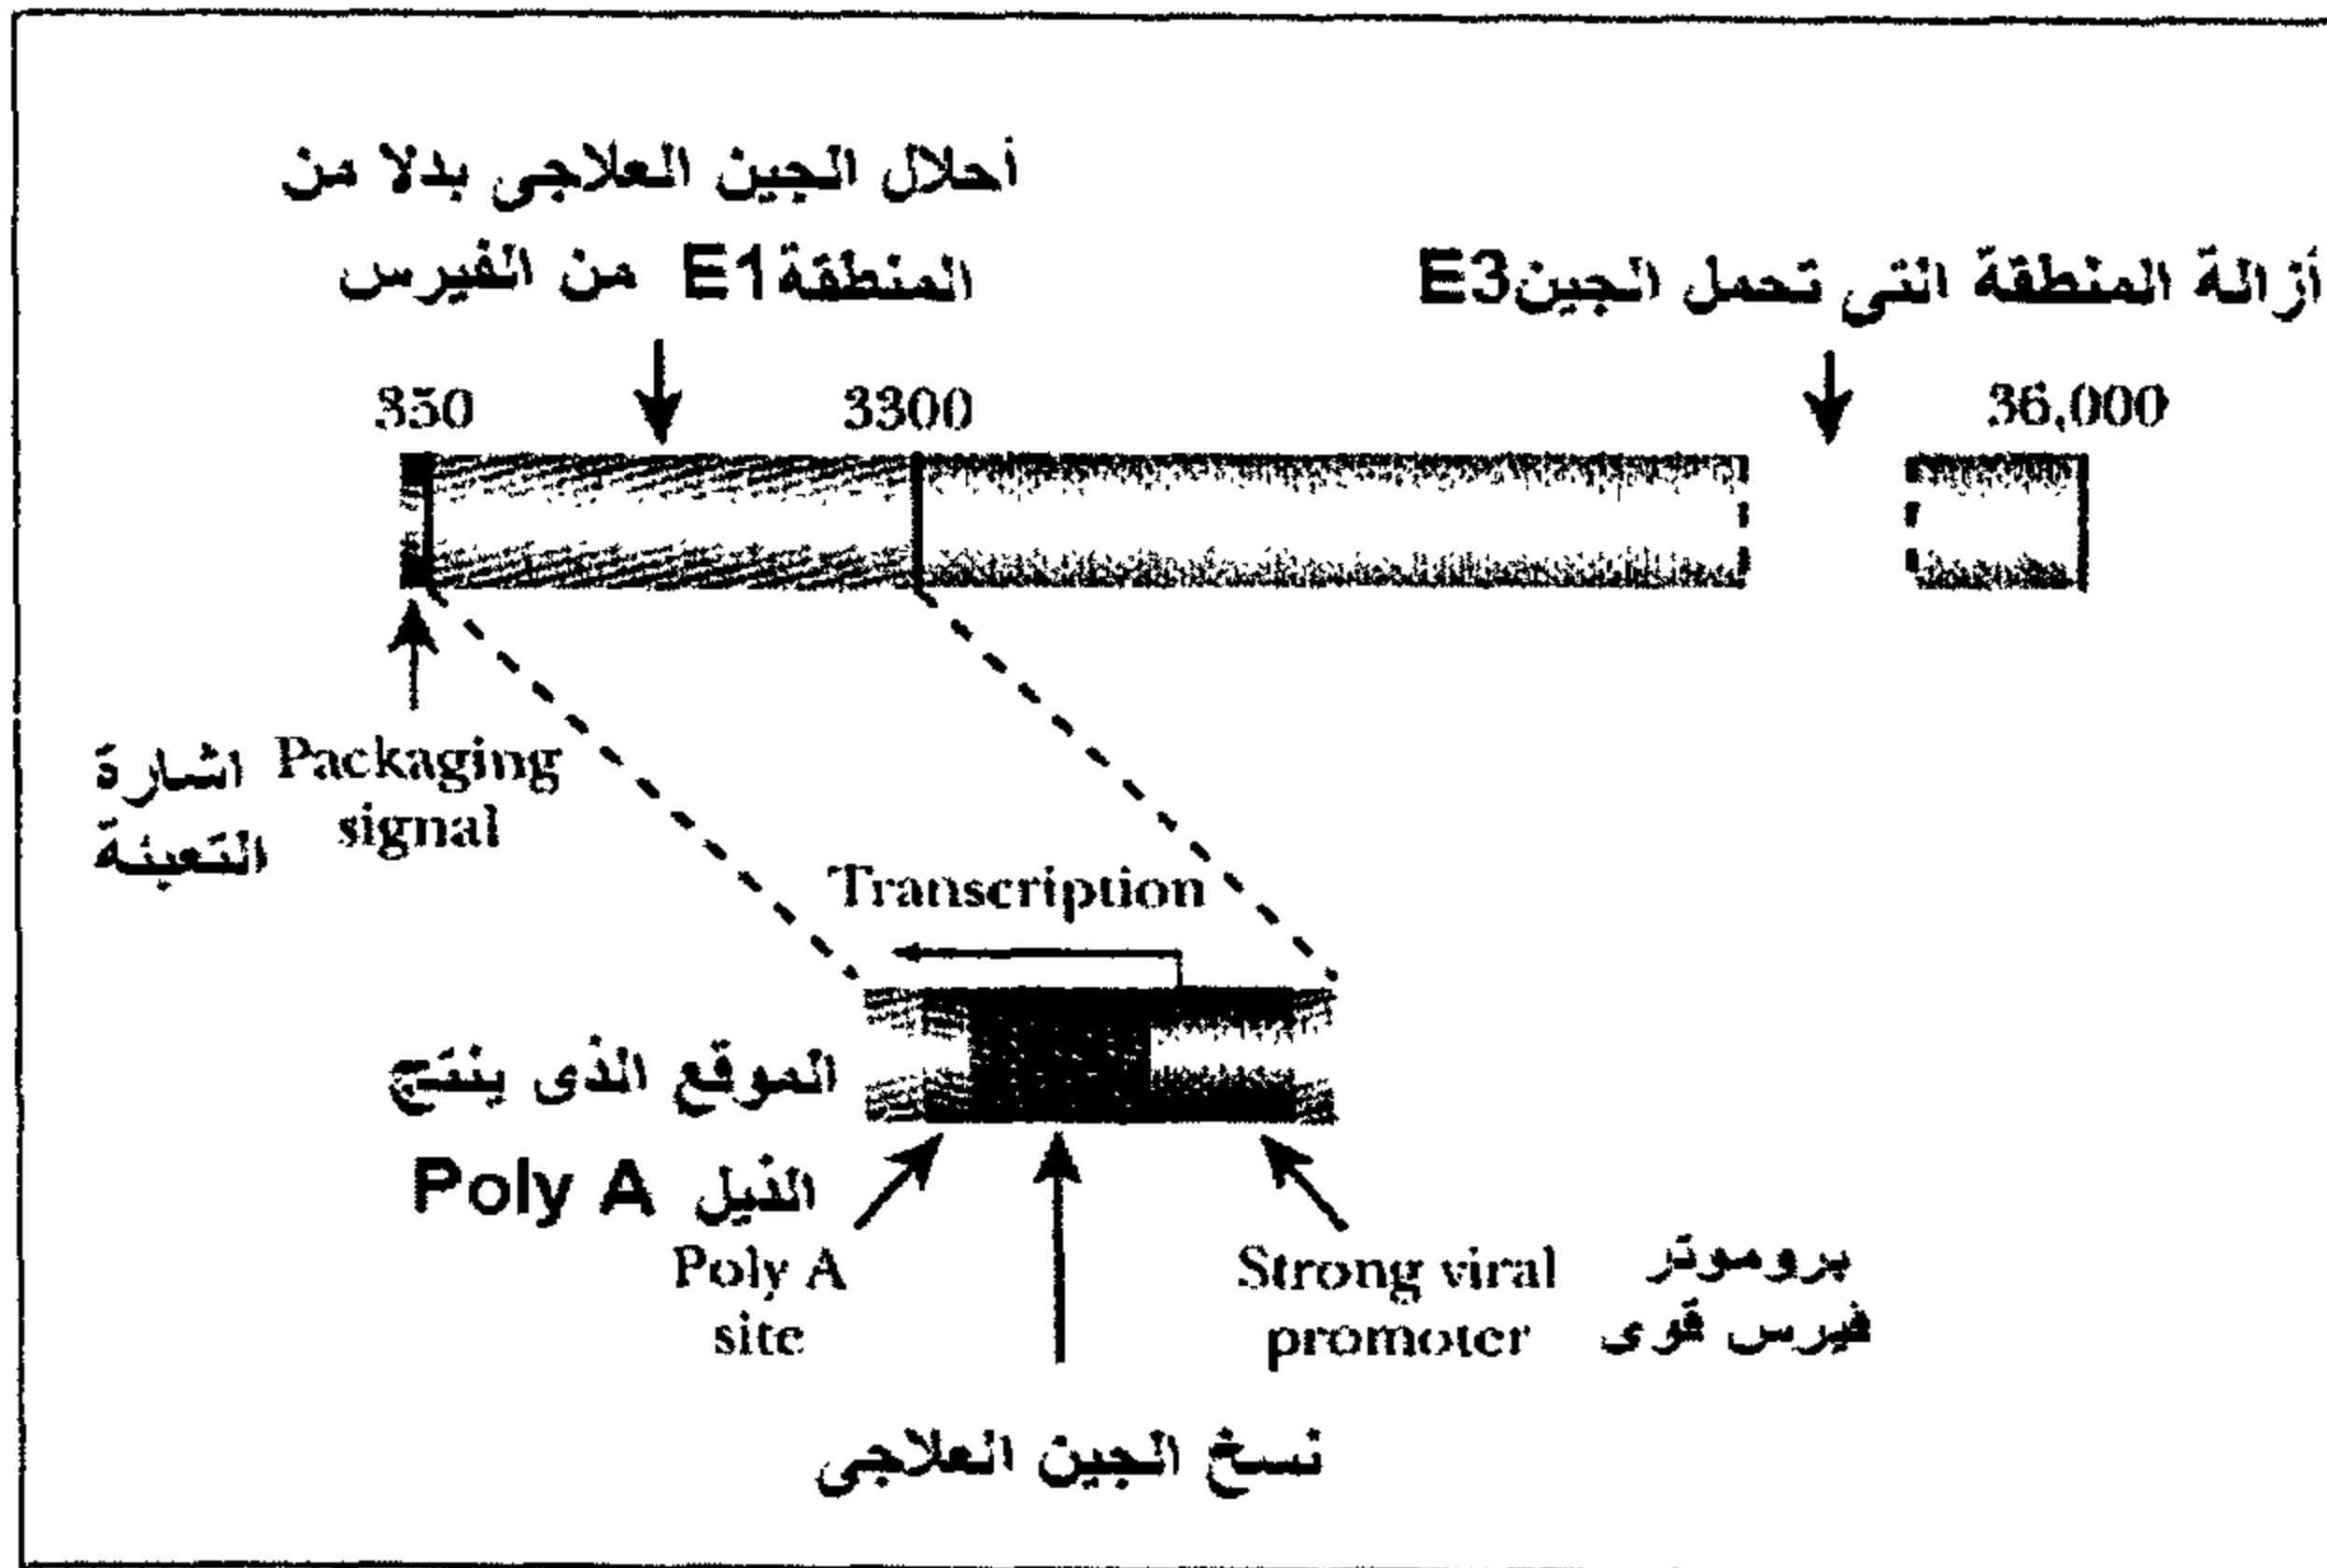 أحلال الجين العلاجى بدلا من
المنطقة E1 من الفيرس
أزالة المنطقة التى تحمل الجين E3
350
3300
36,000
Packaging
signal
اشارة
التعبئة
Transcription
الموقع الذى ينتج
الذيل Poly A
Poly A
site
Strong viral
promoter
بروموتر
فيرس قوى
نسخ الجين العلاجى